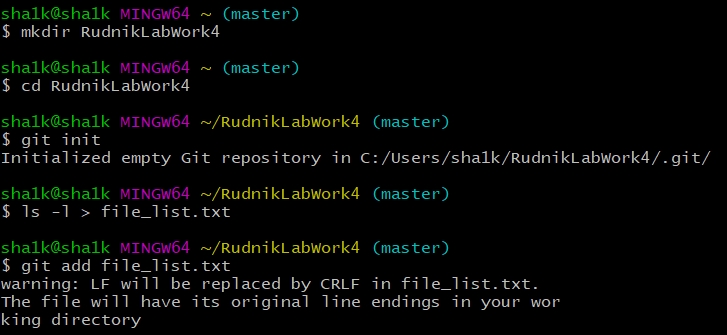 sha1k@sha1k MINGW64 ~ (master)
$ mkdir RudnikLabWork4
sha1k@sha1k MINGW64 ~ (master)
$ cd RudnikLabWork4
sha1k@sha1k MINGW64 ~/RudnikLabWork4 (master)
$ git init
Initialized empty Git repository in C:/Users/sha1k/RudnikLabWork4/.git/
sha1k@sha1k MINGW64 ~/RudnikLabWork4 (master)
$ ls -l > file_list.txt
sha1k@sha1k MINGW64 ~/RudnikLabWork4 (master)
$ git add file_list.txt
warning: LF will be replaced by CRLF in file_list.txt.
The file will have its original line endings in your wor
king directory